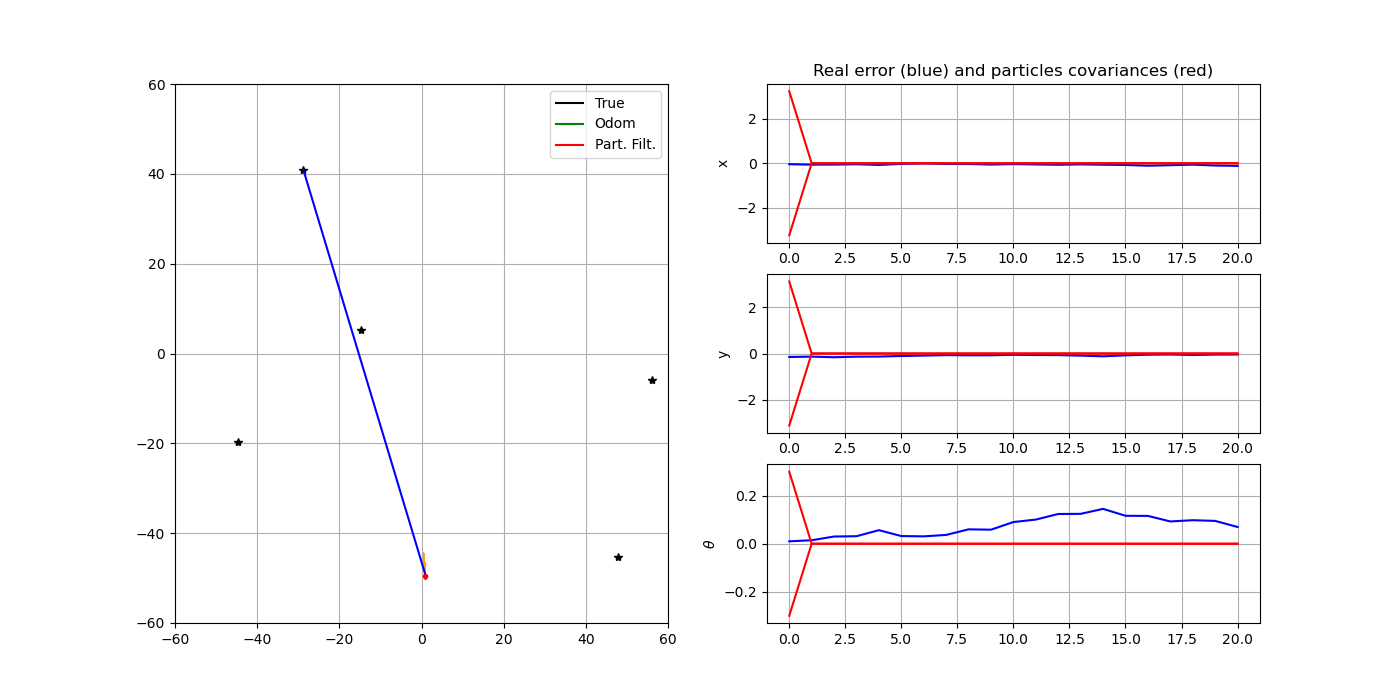 True
Odom
Part. Filt.
60
40
20
0
−20
−40
−60
−60 −40 −20 0 20 40 60
Real error (blue) and particles covariances (red)
x
2
0
−2
0.0 2.5 5.0 7.5 10.0 12.5 15.0 17.5 20.0
y
2
0
−2
0.0 2.5 5.0 7.5 10.0 12.5 15.0 17.5 20.0
θ
0.2
0.0
−0.2
0.0 2.5 5.0 7.5 10.0 12.5 15.0 17.5 20.0